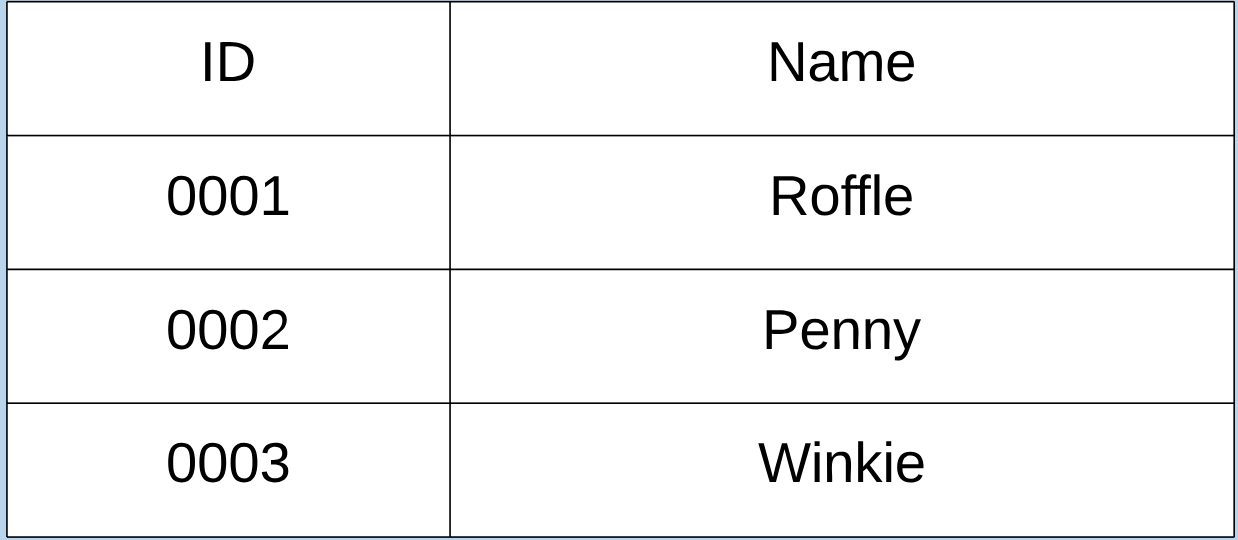 ID Name
0001 Roffle
0002 Penny
0003 Winkie